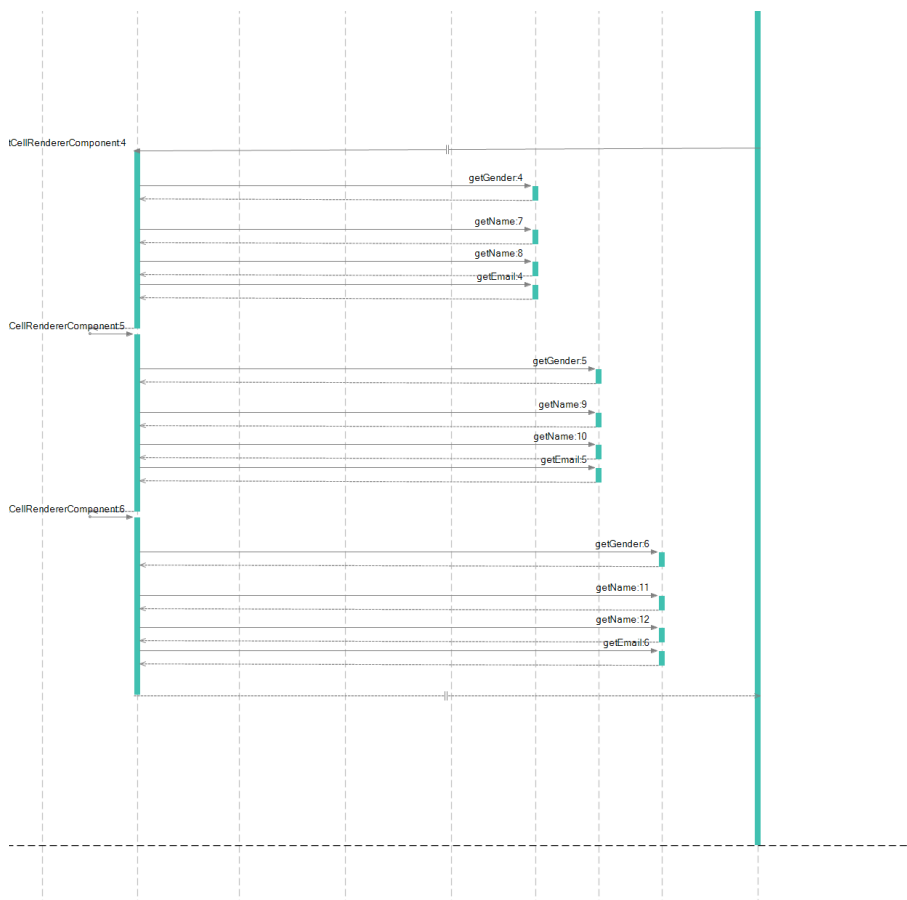 tCellRendererComponent:4
getGender:4
getName:7
getName:8
getEmail:4
CellRendererComponent:5
getGender:5
getName:9
getName:10
getEmail:5
CellRendererComponent:6
getGender:6
getName:11
getName:12
getEmail:6